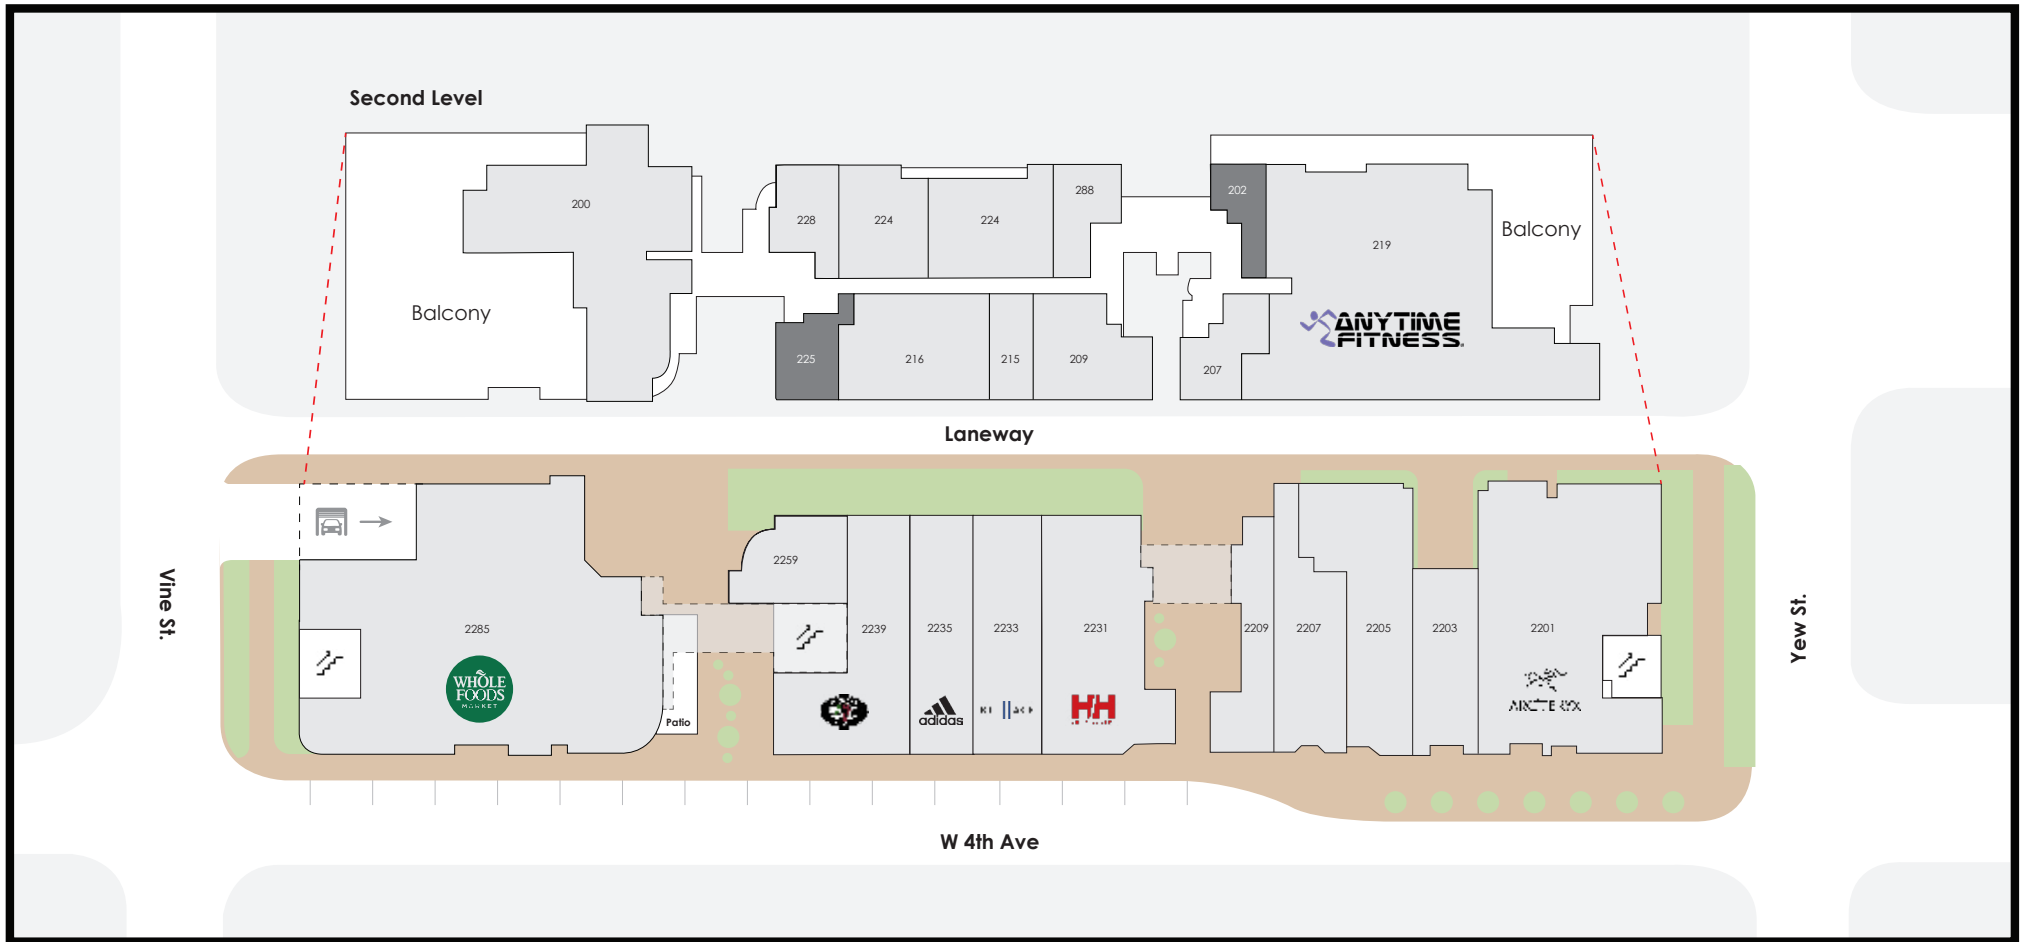 Second Level
200
228
224
224
288
202
219
Balcony
Balcony
ANYTIME
FITNESS
225
216
215
209
207
Laneway
2259
2285
2239
2235
2233
2231
2209
2207
2205
2203
2201
WHOLE
FOODS
MARKET
adidas
HH
Patio
Vine St.
Yew St.
W 4th Ave